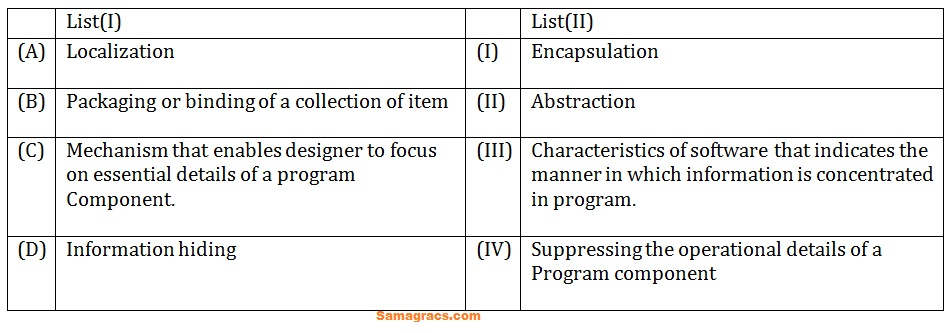 List(I) List(II)
(A) Localization (I) Encapsulation
(B) Packaging or binding of a collection of item (II) Abstraction
(C) Mechanism that enables designer to focus (III) Characteristics of software that indicates the
on essential details of a program manner in which information is concentrated
Component. in program.
(D) Information hiding (IV) Suppressing the operational details of a
Program component
Samagracs.com